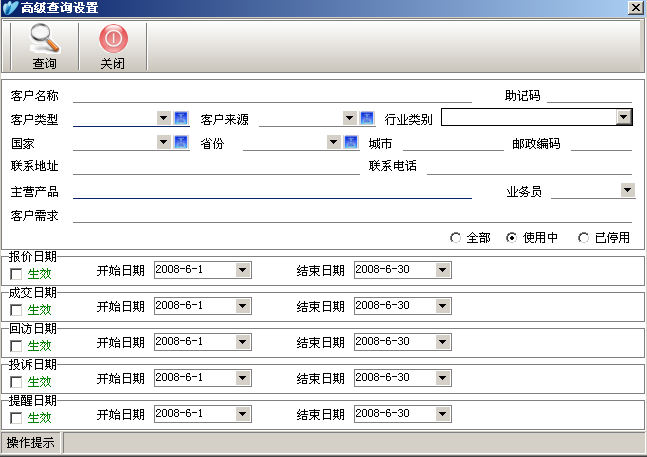 高级查询设置
查询 关闭
客户名称 助记码
客户类型 客户来源 行业类别
国家 省份 城市 邮政编码
联系地址 联系电话
主营产品 业务员
客户需求
全部 使用中 已停用
报价日期
生效 开始日期 2008-6-1 结束日期 2008-6-30
成交日期
生效 开始日期 2008-6-1 结束日期 2008-6-30
回访日期
生效 开始日期 2008-6-1 结束日期 2008-6-30
投诉日期
生效 开始日期 2008-6-1 结束日期 2008-6-30
提醒日期
生效 开始日期 2008-6-1 结束日期 2008-6-30
操作提示